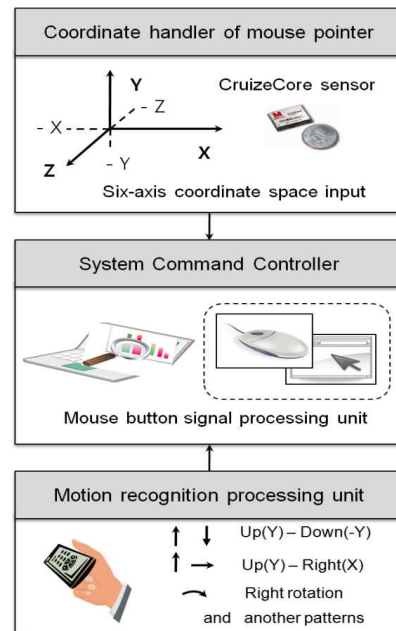 Coordinate handler of mouse pointer
Y
CruizeCore sensor
- Z
- X
X
Z
- Y
Six-axis coordinate space input
System Command Controller
Mouse button signal processing unit
Motion recognition processing unit
Up(Y) – Down(-Y)
Up(Y) – Right(X)
Right rotation
and another patterns